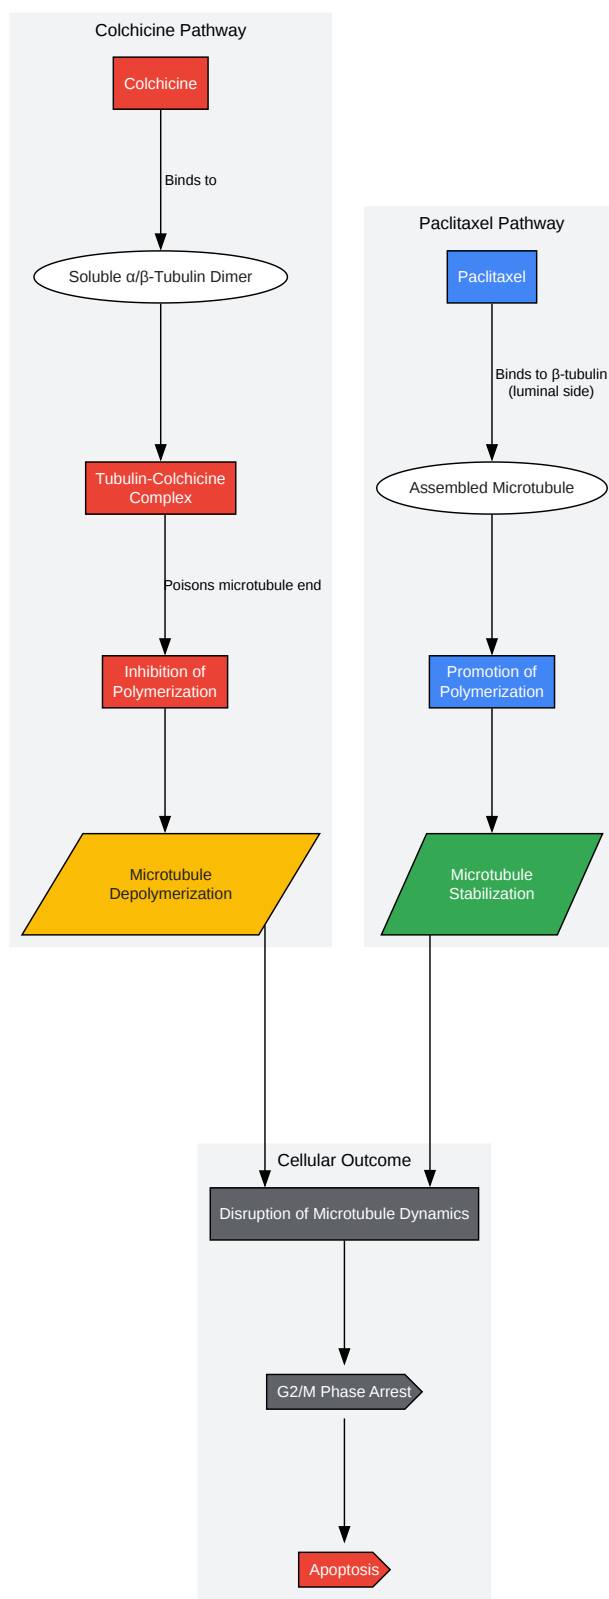 Colchicine Pathway
Colchicine
Binds to
Soluble α/β-Tubulin Dimer
Tubulin-Colchicine
Complex
Poisons microtubule end
Inhibition of
Polymerization
Microtubule
Depolymerization
Paclitaxel Pathway
Paclitaxel
Binds to β-tubulin
(luminal side)
Assembled Microtubule
Promotion of
Polymerization
Microtubule
Stabilization
Cellular Outcome
Disruption of Microtubule Dynamics
G2/M Phase Arrest
Apoptosis